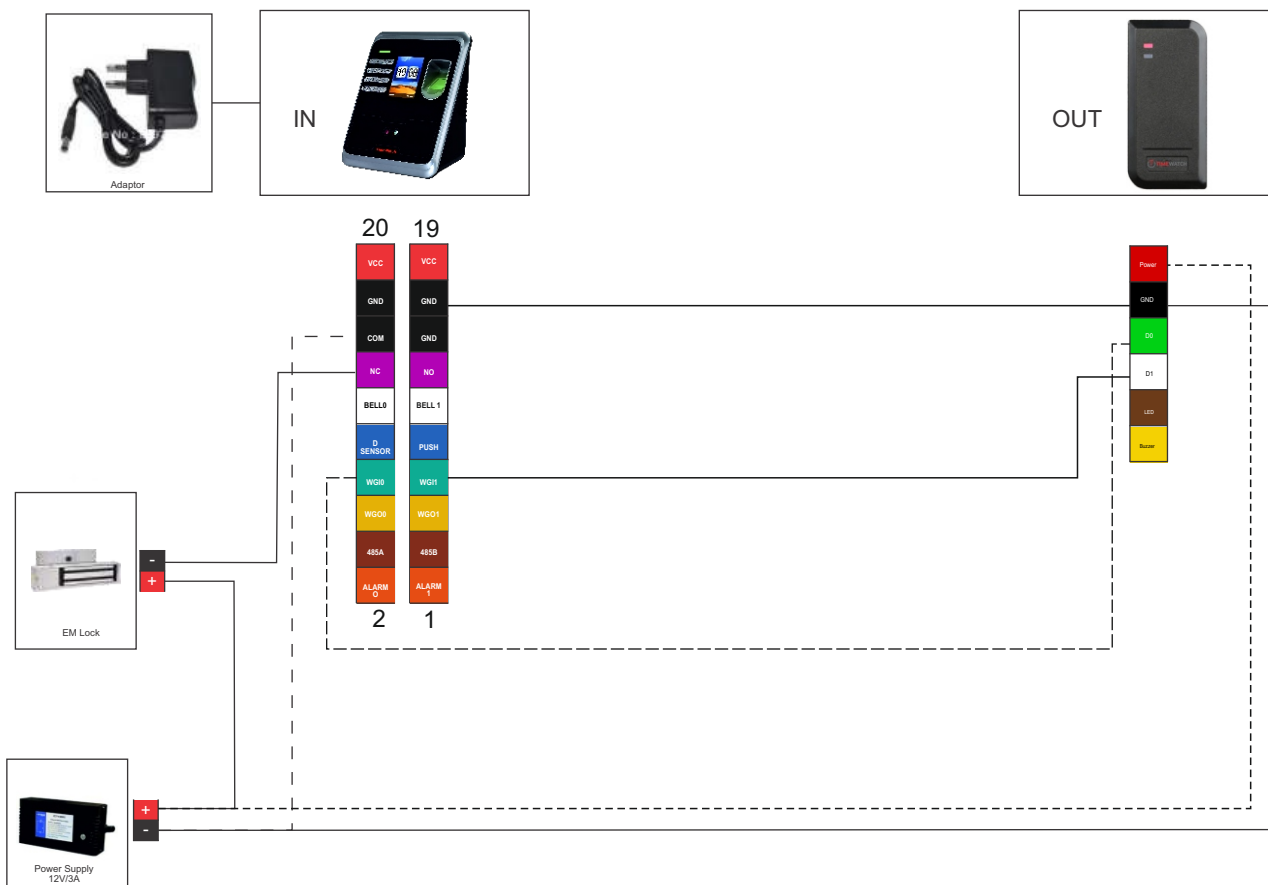 IN
OUT
Adaptor
20 19
VCC VCC
GND GND
COM GND
NC NO
BELL0 BELL 1
D
SENSOR
PUSH
WGI0 WGI1
WGO0 WGO1
485A 485B
ALARM
O
ALARM
1
2 1
Power
GND
D0
D1
LED
Buzzer
-
+
EM Lock
+
-
Power Supply
12V/3A